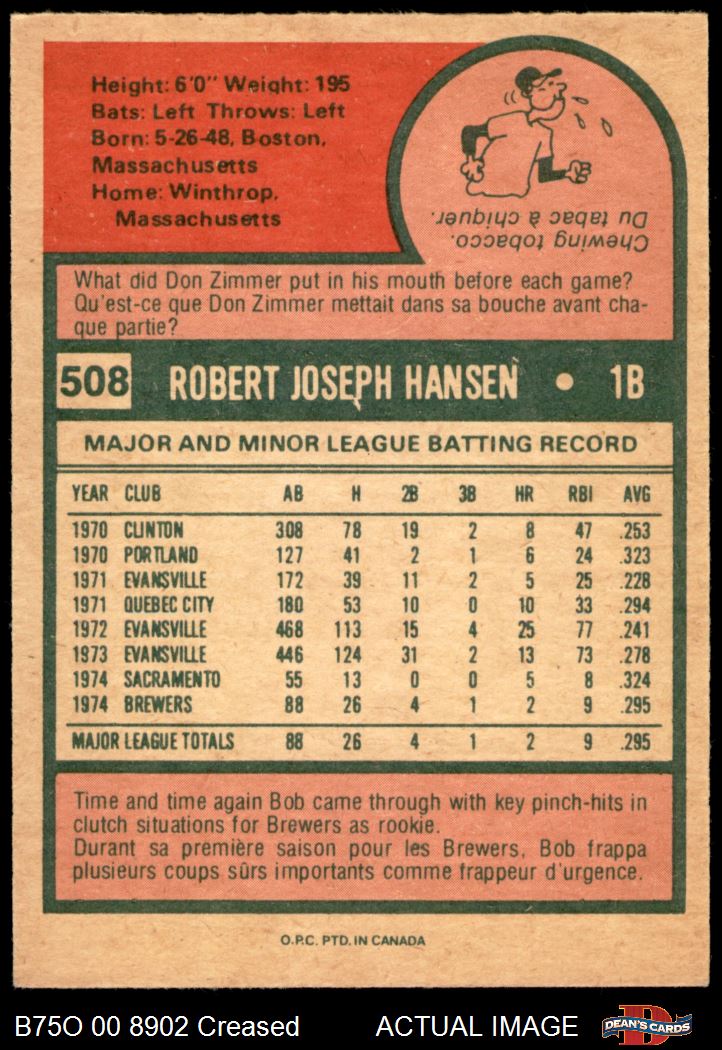 Height: 6'0" Weight: 195
Bats: Left Throws: Left
Born: 5-26-48, Boston,
Massachusetts
Home: Winthrop,
Massachusetts
Chewing tobacco.
Du tabac à chiquer.
What did Don Zimmer put in his mouth before each game?
Qu'est-ce que Don Zimmer mettait dans sa bouche avant cha-
que partie?
508 ROBERT JOSEPH HANSEN • 1B
MAJOR AND MINOR LEAGUE BATTING RECORD
YEAR CLUB AB H 2B 3B HR RBI AVG
1970 CLINTON 308 78 19 2 8 47 .253
1970 PORTLAND 127 41 2 1 6 24 .323
1971 EVANSVILLE 172 39 11 2 5 25 .228
1971 QUEBEC CITY 180 53 10 0 10 33 .294
1972 EVANSVILLE 468 113 15 4 25 77 .241
1973 EVANSVILLE 446 124 31 2 13 73 .278
1974 SACRAMENTO 55 13 0 0 5 8 .324
1974 BREWERS 88 26 4 1 2 9 .295
MAJOR LEAGUE TOTALS 88 26 4 1 2 9 .295
Time and time again Bob came through with key pinch-hits in
clutch situations for Brewers as rookie.
Durant sa première saison pour les Brewers, Bob frappa
plusieurs coups sûrs importants comme frappeur d'urgence.
O.P.C. PTD. IN CANADA
B75O 00 8902 Creased ACTUAL IMAGE
D
DEAN'S CARDS